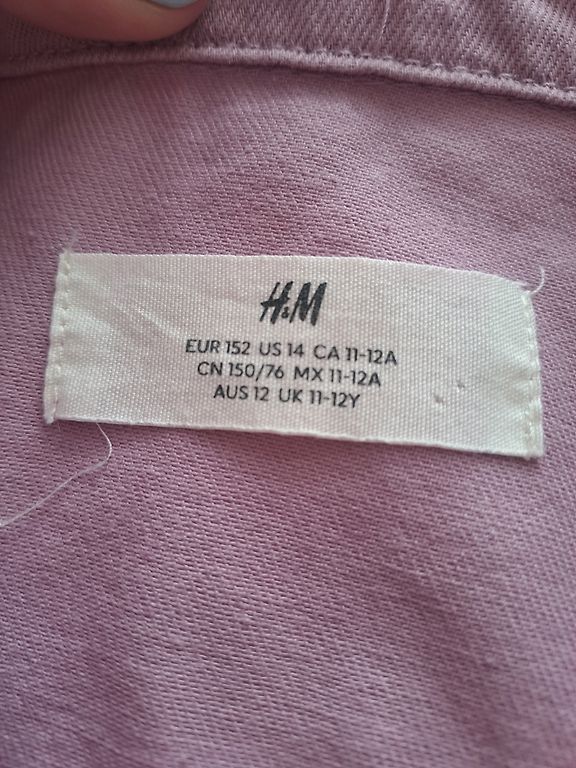 H&M
EUR 152 US 14 CA 11-12A
CN 150/76 MX 11-12A
AUS 12 UK 11-12Y